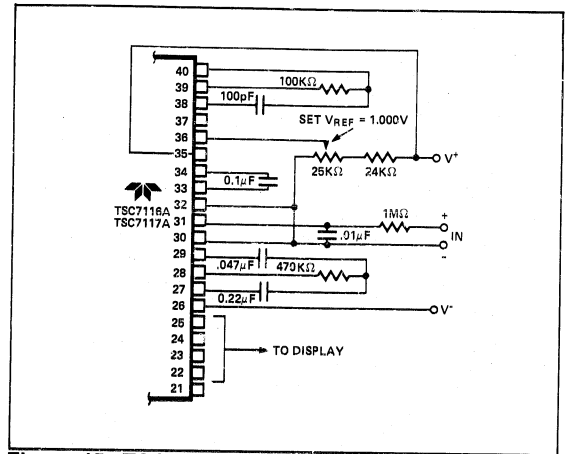 40
39
38
37
36
35
34
33
32
31
30
29
28
27
26
25
24
23
22
21
TSC7116A
TSC7117A
100KΩ
100pF
SET VREF = 1.000V
25KΩ
24KΩ
V+
0.1μF
1MΩ
+
IN
-
.01μF
.047μF
470KΩ
0.22μF
V-
TO DISPLAY